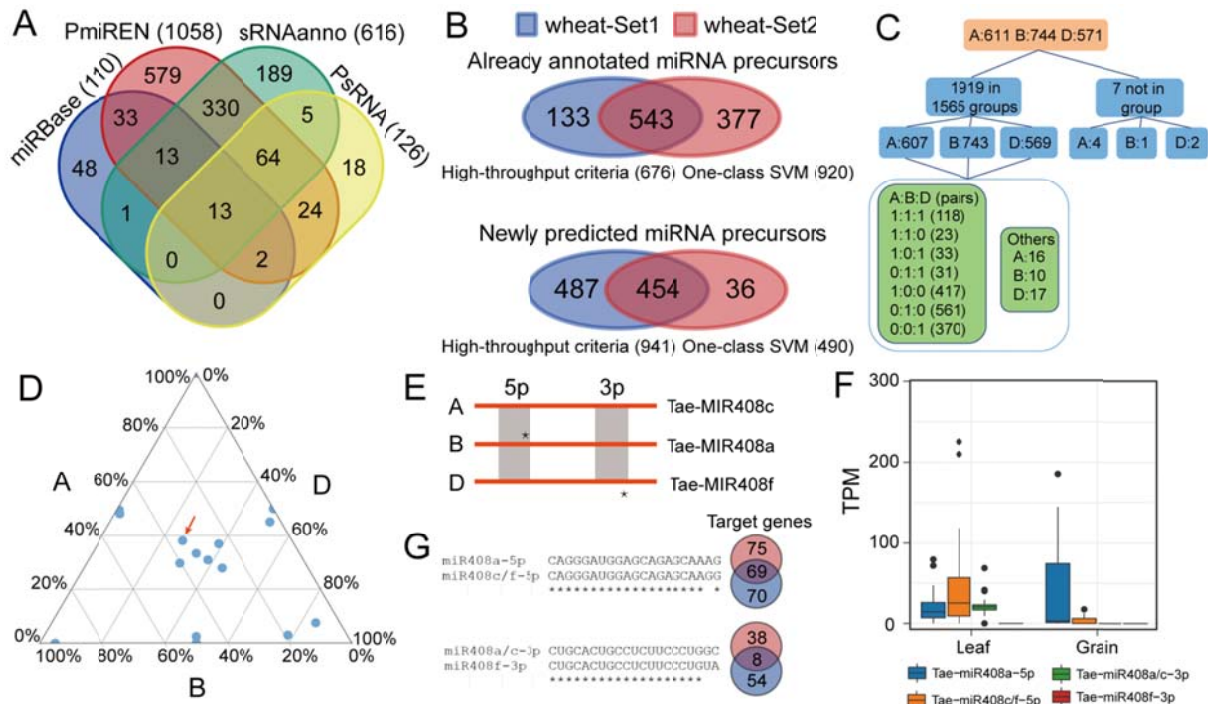 A
PmiREN (1058)
sRNAanno (616)
miRBase (110)
PsRNA (126)
579
189
33
330
5
48
13
64
18
1
13
24
0
2
0
B
wheat-Set1
wheat-Set2
Already annotated miRNA precursors
133
543
377
High-throughput criteria (676)
One-class SVM (920)
Newly predicted miRNA precursors
487
454
36
High-throughput criteria (941)
One-class SVM (490)
C
A:611 B:744 D:571
1919 in
1565 groups
7 not in
group
A:607
B:743
D:569
A:4
B:1
D:2
A:B:D (pairs)
1:1:1 (118)
1:1:0 (23)
1:0:1 (33)
0:1:1 (31)
1:0:0 (417)
0:1:0 (561)
0:0:1 (370)
Others
A:16
B:10
D:17
D
100%
0%
80%
20%
60%
40%
A
D
40%
60%
20%
80%
0%
100%
100%
80%
60%
40%
20%
0%
B
E
5p
3p
A
Tae-MIR408c
*
B
Tae-MIR408a
D
Tae-MIR408f
*
G
Target genes
miR408a-5p CAGGGAUGGAGCAGAGCAAAG
miR408c/f-5p CAGGGAUGGAGCAGAGCAAGG
******************* *
75
69
70
miR408a/c-3p CUGCACUGCCUCUUCCCUGGC
miR408f-3p CUGCACUGCCUCUUCCCUGUA
*******************
38
8
54
F
300
200
100
0
TPM
Leaf
Grain
Tae-miR408a-5p
Tae-miR408a/c-3p
Tae-miR408c/f-5p
Tae-miR408f-3p